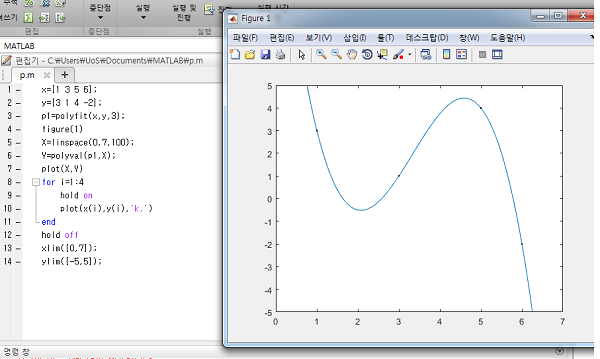 중단점
실행
실행 및
진행
편집
중단점
실행
MATLAB
편집기 - C:₩Users₩UoS₩Documents₩MATLAB₩p.m
p.m
1 – x=[1 3 5 6];
2 – y=[3 1 4 -2];
3 – p1=polyfit(x,y,3);
4 – figure(1)
5 – X=linspace(0,7,100);
6 – Y=polyval(p1,X);
7 – plot(X,Y)
8 – for i=1:4
9 – hold on
10 – plot(x(i),y(i),'k.')
11 – end
12 – hold off
13 – xlim([0,7]);
14 – ylim([-5,5]);
명령 창
Figure 1
파일(F) 편집(E) 보기(V) 삽입(I) 툴(T) 데스크탑(D) 창(W) 도움말(H)
5
4
3
2
1
0
-1
-2
-3
-4
-5
0 1 2 3 4 5 6 7